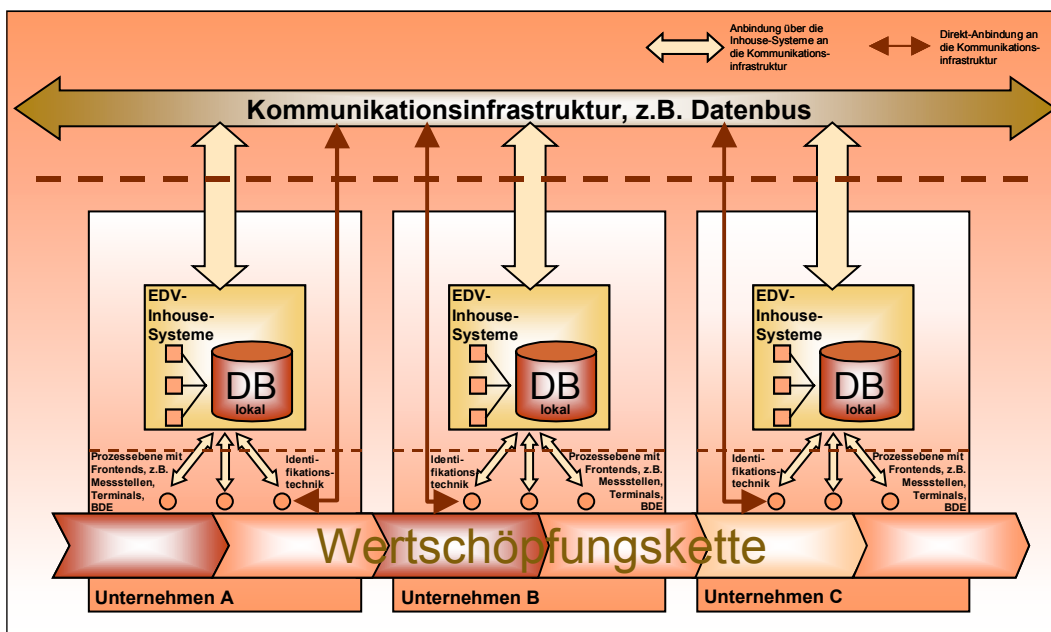 Anbindung über die
Inhouse-Systeme an
die Kommunikations-
infrastruktur
Direkt-Anbindung an
die Kommunikations-
infrastruktur
Kommunikationsinfrastruktur, z.B. Datenbus
EDV-
Inhouse-
Systeme
DB
lokal
Prozessebene mit
Frontends, z.B.
Messstellen,
Terminals,
BDE
Identi-
fikations-
technik
EDV-
Inhouse-
Systeme
DB
lokal
Identi-
fikations-
technik
Prozessebene mit
Frontends, z.B.
Messstellen,
Terminals,
BDE
EDV-
Inhouse-
Systeme
DB
lokal
Identi-
fikations-
technik
Prozessebene mit
Frontends, z.B.
Messstellen,
Terminals,
BDE
Wertschöpfungskette
Unternehmen A
Unternehmen B
Unternehmen C